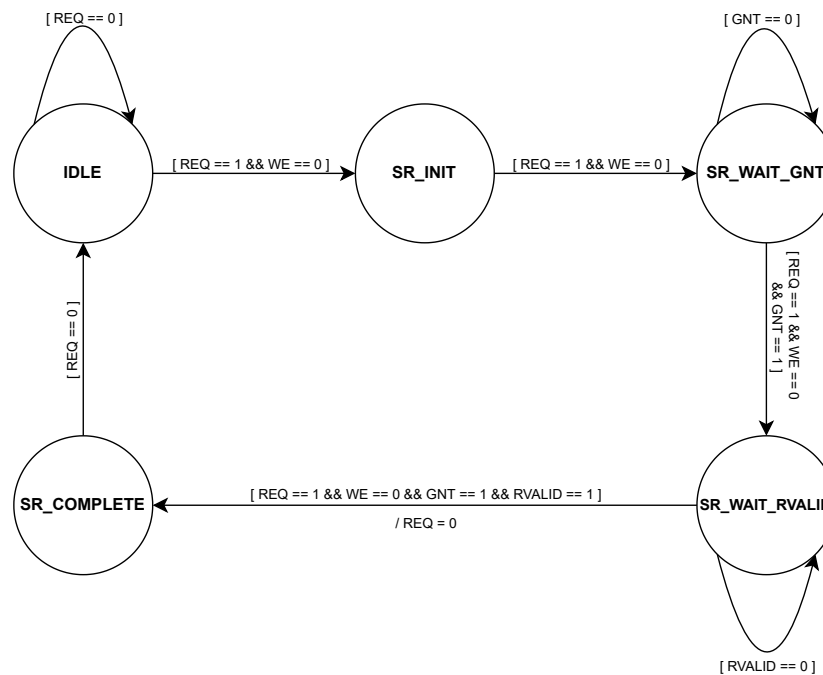 [ REQ == 0 ]
[ GNT == 0 ]
IDLE
[ REQ == 1 && WE == 0 ]
SR_INIT
[ REQ == 1 && WE == 0 ]
SR_WAIT_GNT
[ REQ == 1 && WE == 0
&& GNT == 1 ]
[ REQ == 0 ]
SR_COMPLETE
[ REQ == 1 && WE == 0 && GNT == 1 && RVALID == 1 ]
/ REQ = 0
SR_WAIT_RVALID
[ RVALID == 0 ]